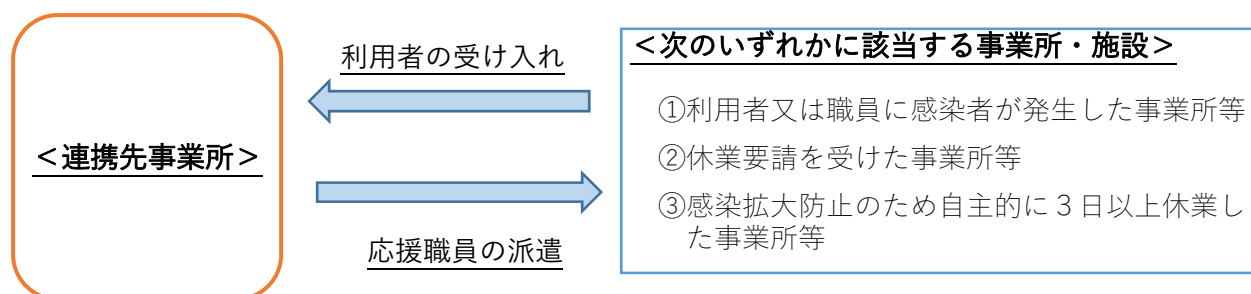 ＜連携先事業所＞
利用者の受け入れ
応援職員の派遣
＜次のいずれかに該当する事業所・施設＞
①利用者又は職員に感染者が発生した事業所等
②休業要請を受けた事業所等
③感染拡大防止のため自主的に３日以上休業し
た事業所等